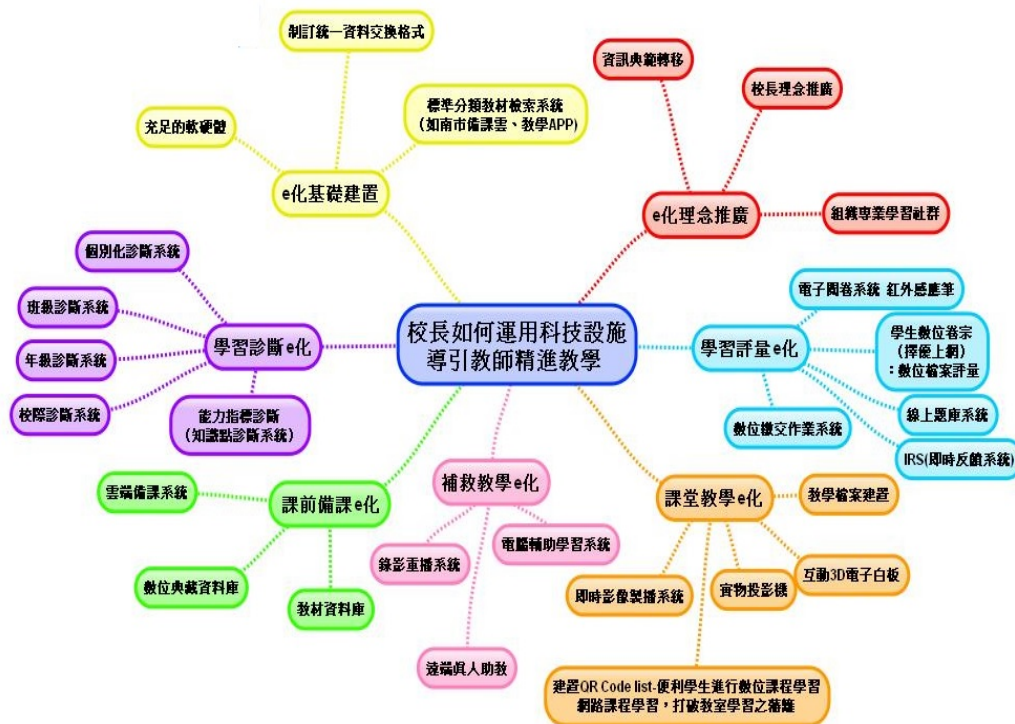 制訂統一資料交換格式
充足的軟硬體
標準分類教材檢索系統
(如南市備課雲、教學APP)
e化基礎建置
資訊典範轉移
校長理念推廣
e化理念推廣
組織專業學習社群
個別化診斷系統
班級診斷系統
年級診斷系統
校際診斷系統
學習診斷e化
能力指標診斷
(知識點診斷系統)
校長如何運用科技設施
導引教師精進教學
電子閱卷系統 紅外感應筆
學習評量e化
學生數位卷宗
(擇優上網)
:數位檔案評量
線上題庫系統
數位繳交作業系統
IRS(即時反饋系統)
雲端備課系統
課前備課e化
數位典藏資料庫
教材資料庫
補救教學e化
錄影重播系統
電腦輔助學習系統
遠端真人助教
課堂教學e化
教學檔案建置
即時影像製播系統
實物投影機
互動3D電子白板
建置QR Code list-便利學生進行數位課程學習
網路課程學習,打破教室學習之藩籬